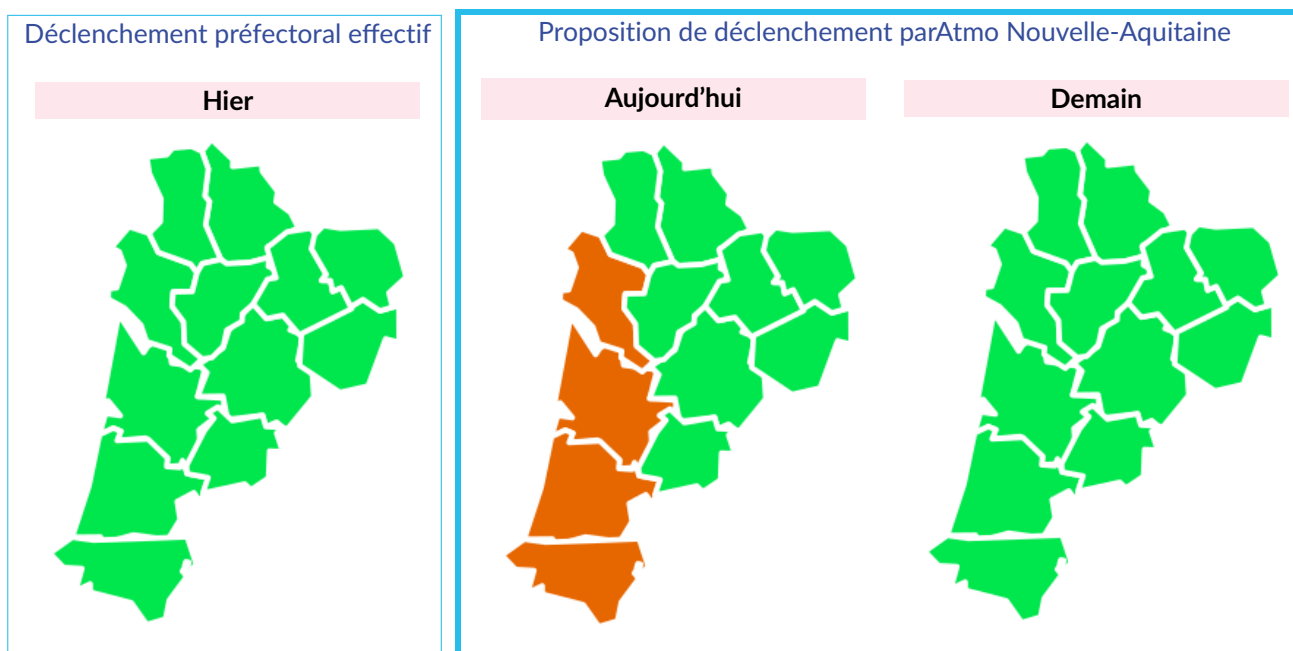 Déclenchement préfectoral effectif
Hier
Proposition de déclenchement parAtmo Nouvelle-Aquitaine
Aujourd’hui
Demain